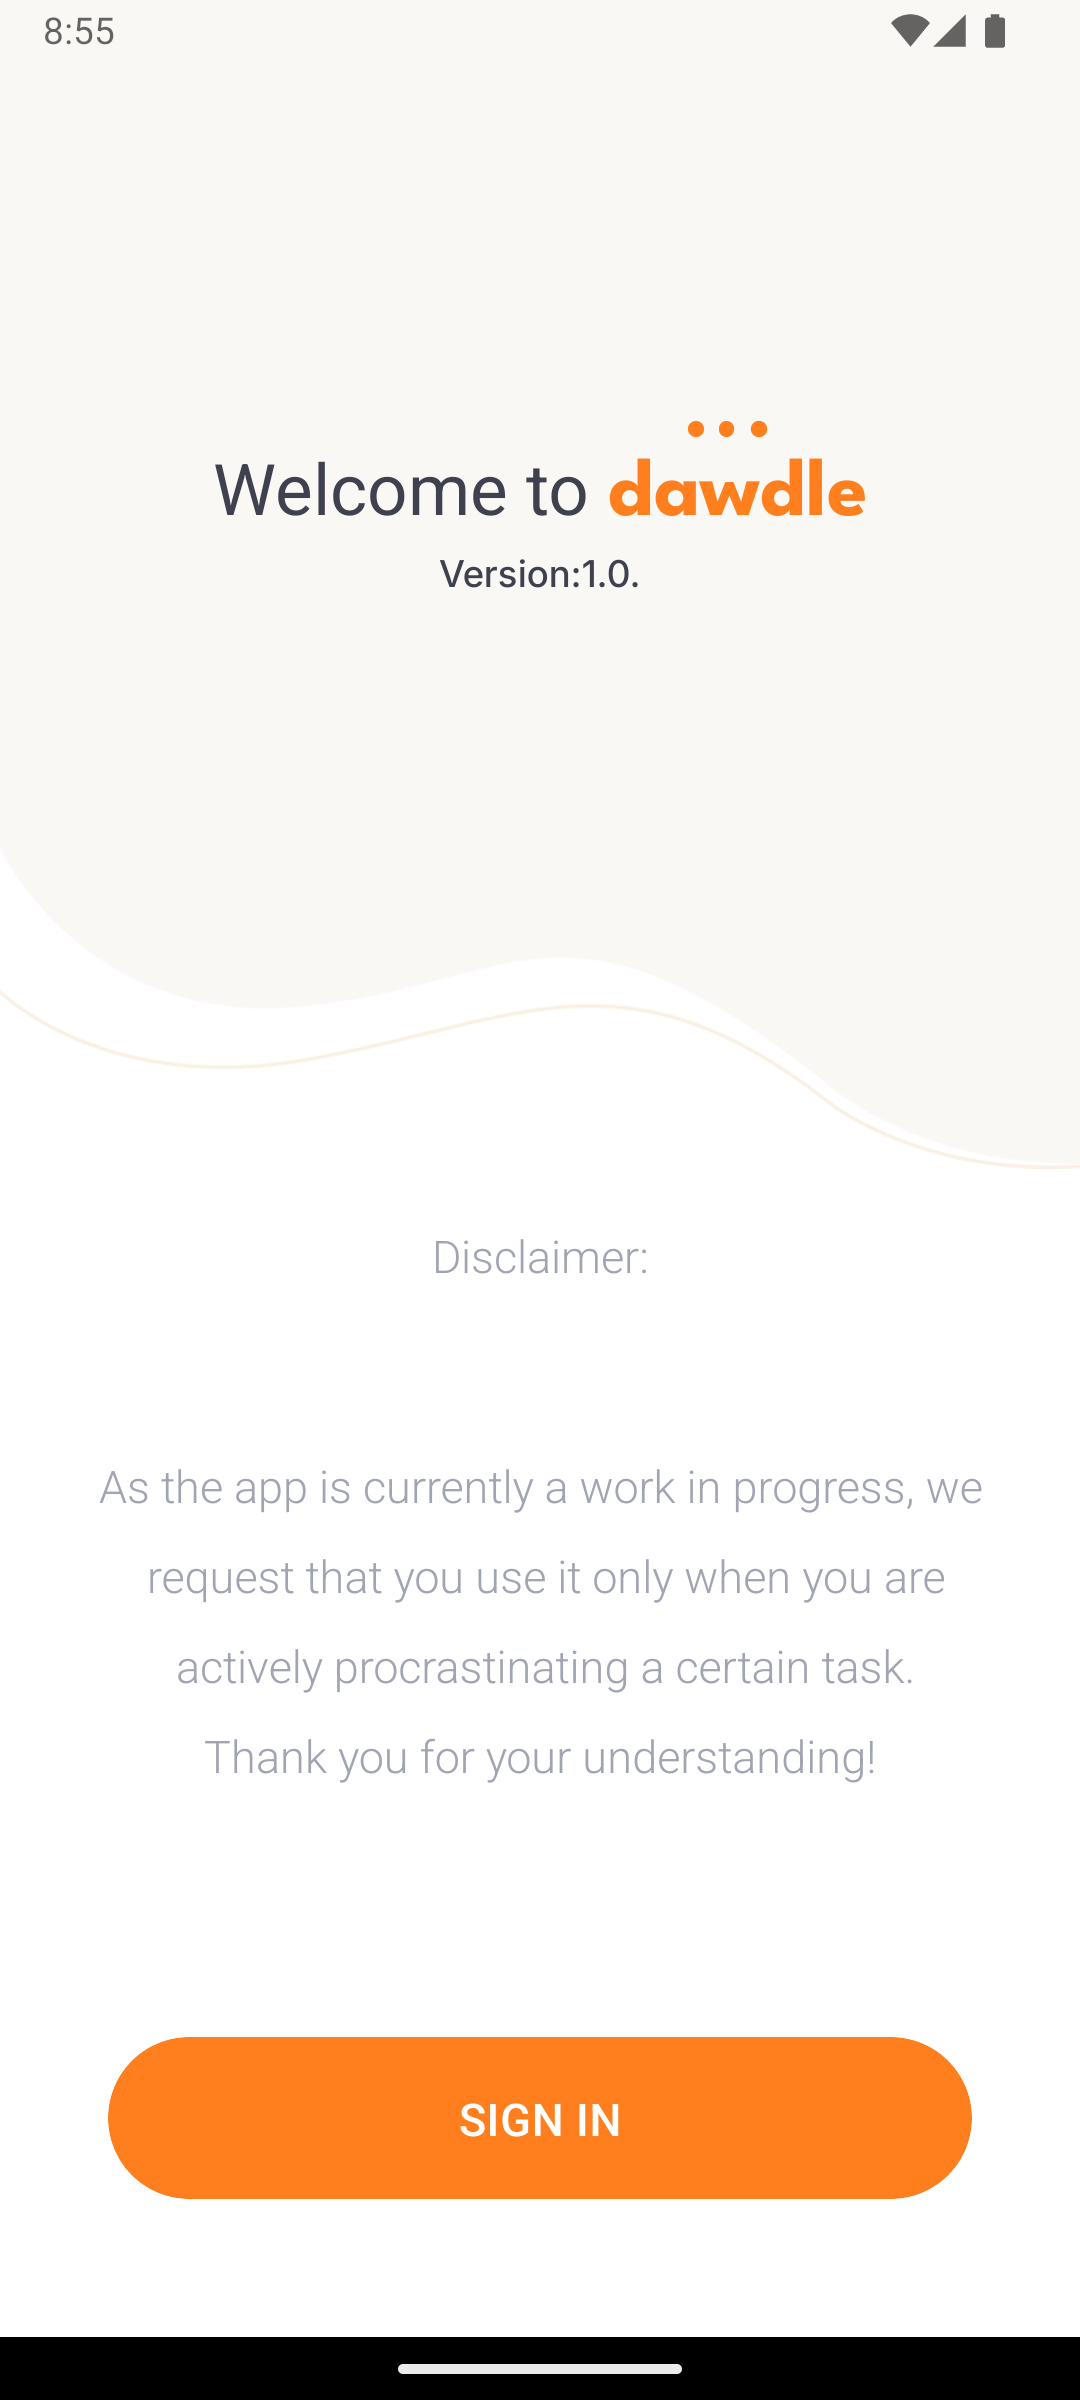 8:55
Welcome to dawdle
Version:1.0.
Disclaimer:
As the app is currently a work in progress, we
request that you use it only when you are
actively procrastinating a certain task.
Thank you for your understanding!
SIGN IN